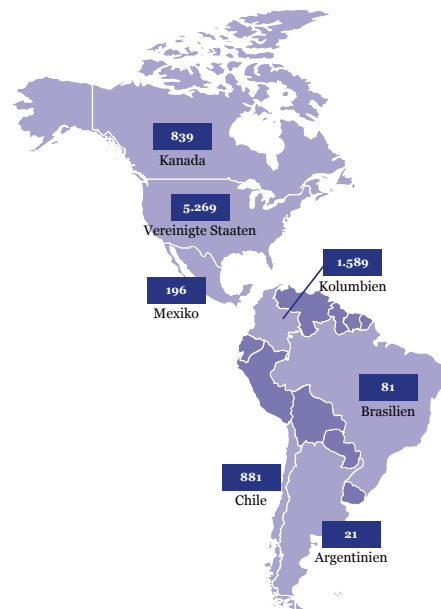 839
Kanada
5.269
Vereinigte Staaten
1.589
Kolumbien
196
Mexiko
81
Brasilien
881
Chile
21
Argentinien